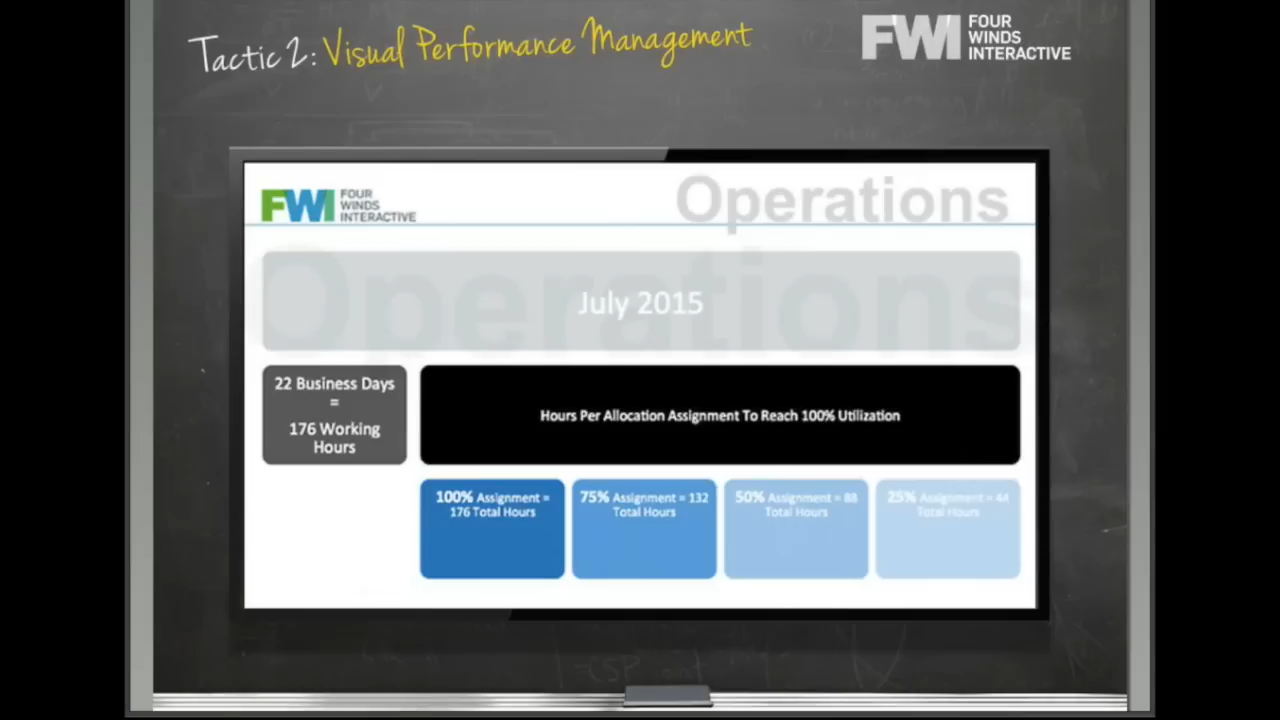 Tactic 2: Visual Performance Management
FWI FOUR
WINDS
INTERACTIVE
FWI FOUR
WINDS
INTERACTIVE
Operations
Operations
July 2015
22 Business Days
=
176 Working
Hours
Hours Per Allocation Assignment To Reach 100% Utilization
100% Assignment =
176 Total Hours
75% Assignment = 132
Total Hours
50% Assignment = 88
Total Hours
25% Assignment = 44
Total Hours